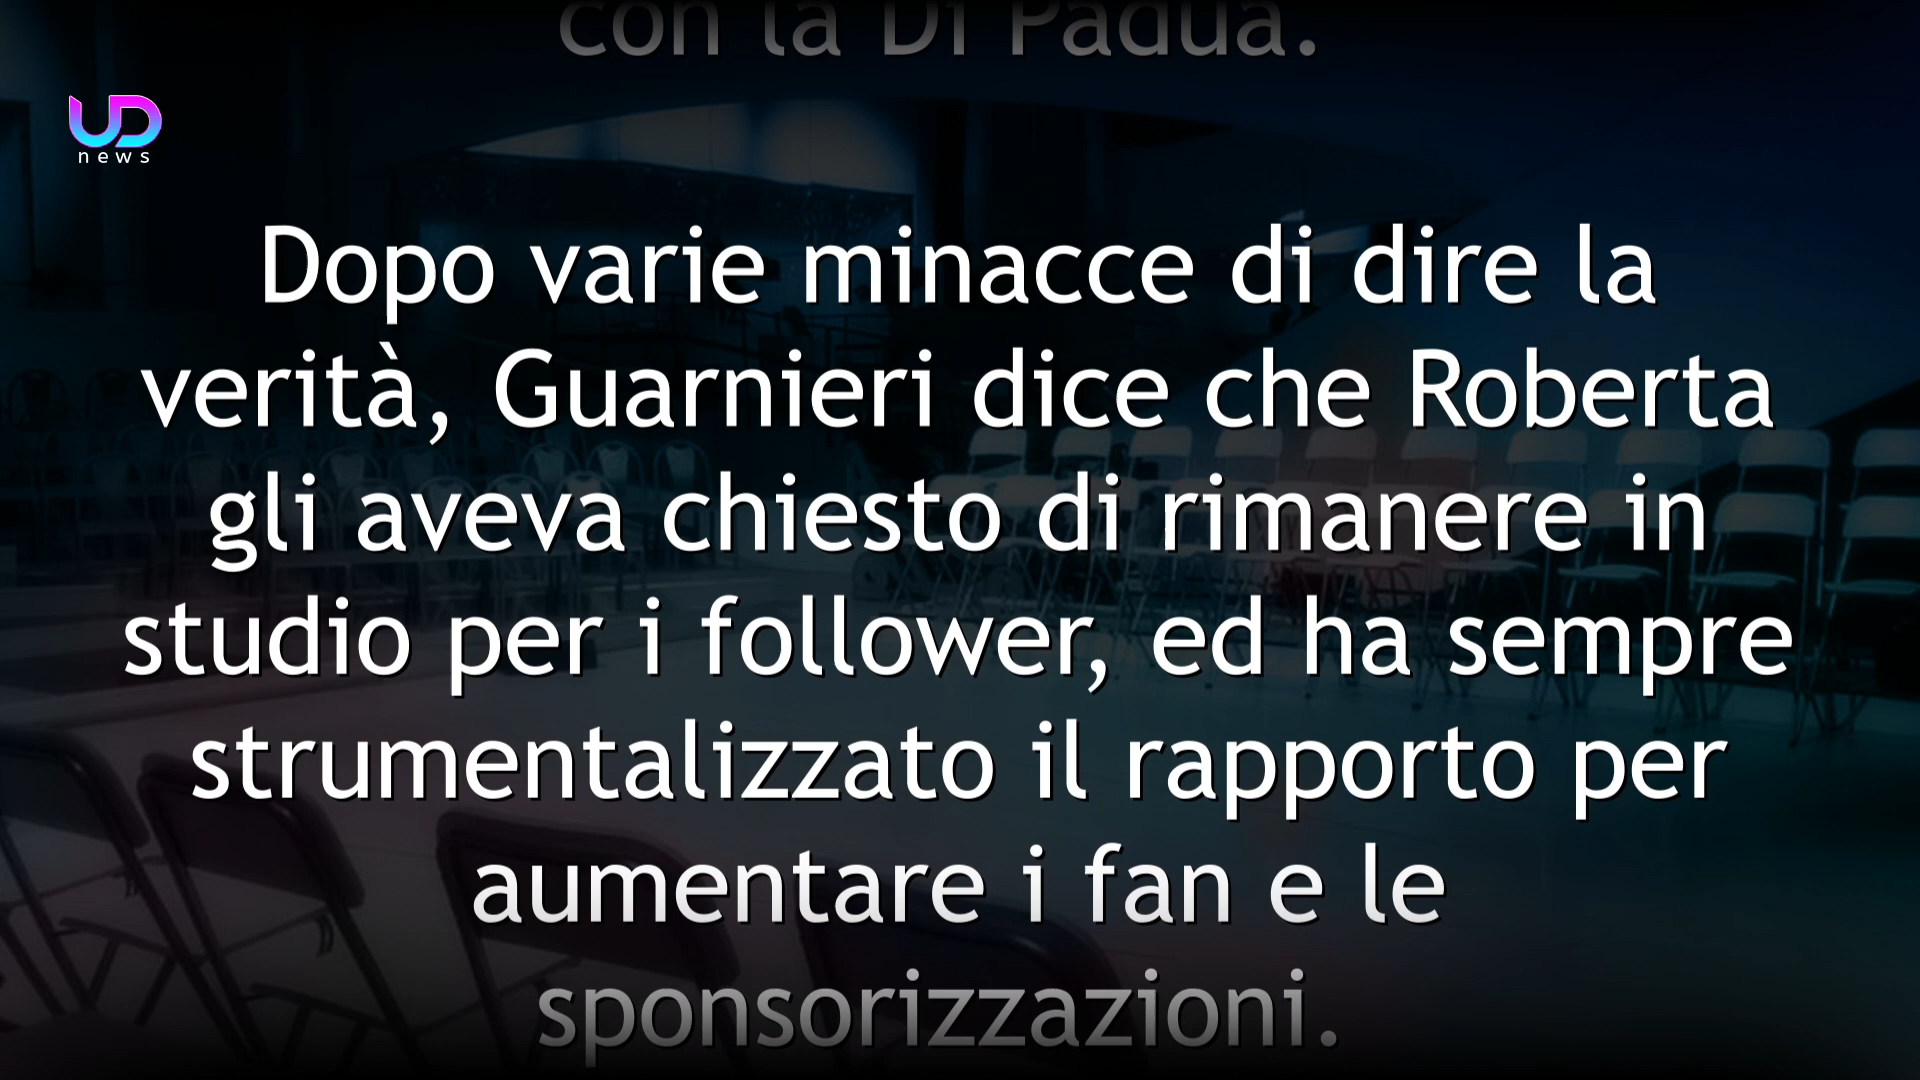 con la Di Padua.
UD
news
Dopo varie minacce di dire la
verità, Guarnieri dice che Roberta
gli aveva chiesto di rimanere in
studio per i follower, ed ha sempre
strumentalizzato il rapporto per
aumentare i fan e le
sponsorizzazioni.